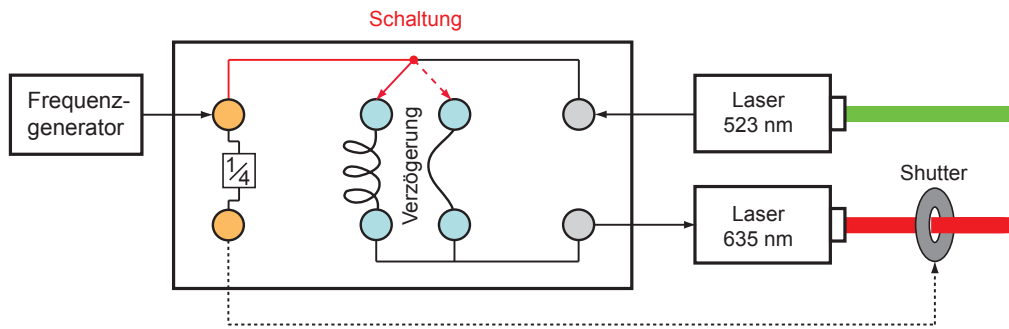 Schaltung
Frequenz-
generator
1/4
Verzögerung
Laser
523 nm
Laser
635 nm
Shutter